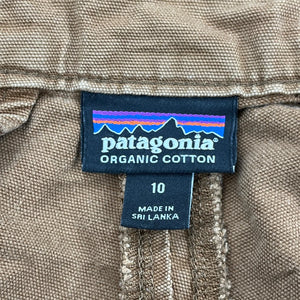 patagonia
ORGANIC COTTON
10
MADE IN
SRI LANKA